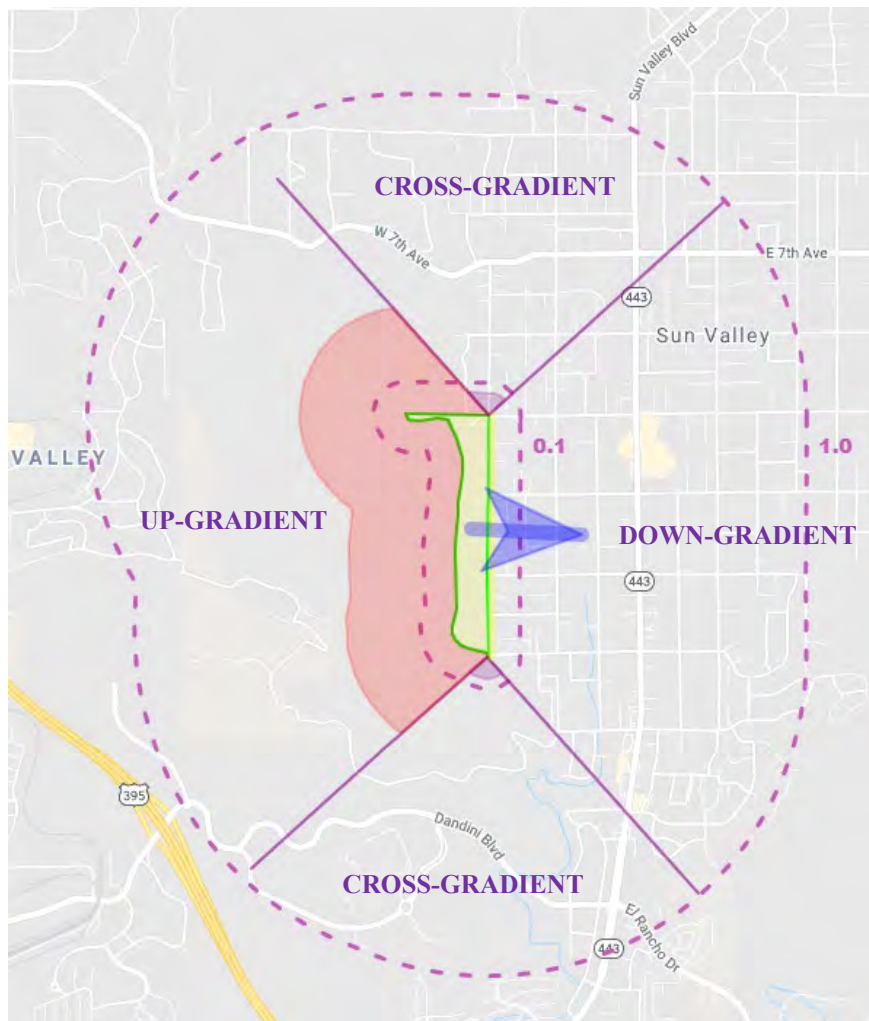 Sun Valley Blvd
CROSS-GRADIENT
W 7th Ave
E 7th Ave
443
Sun Valley
0.1
1.0
VALLEY
UP-GRADIENT
DOWN-GRADIENT
443
395
Dandini Blvd
CROSS-GRADIENT
El Rancho Dr
443